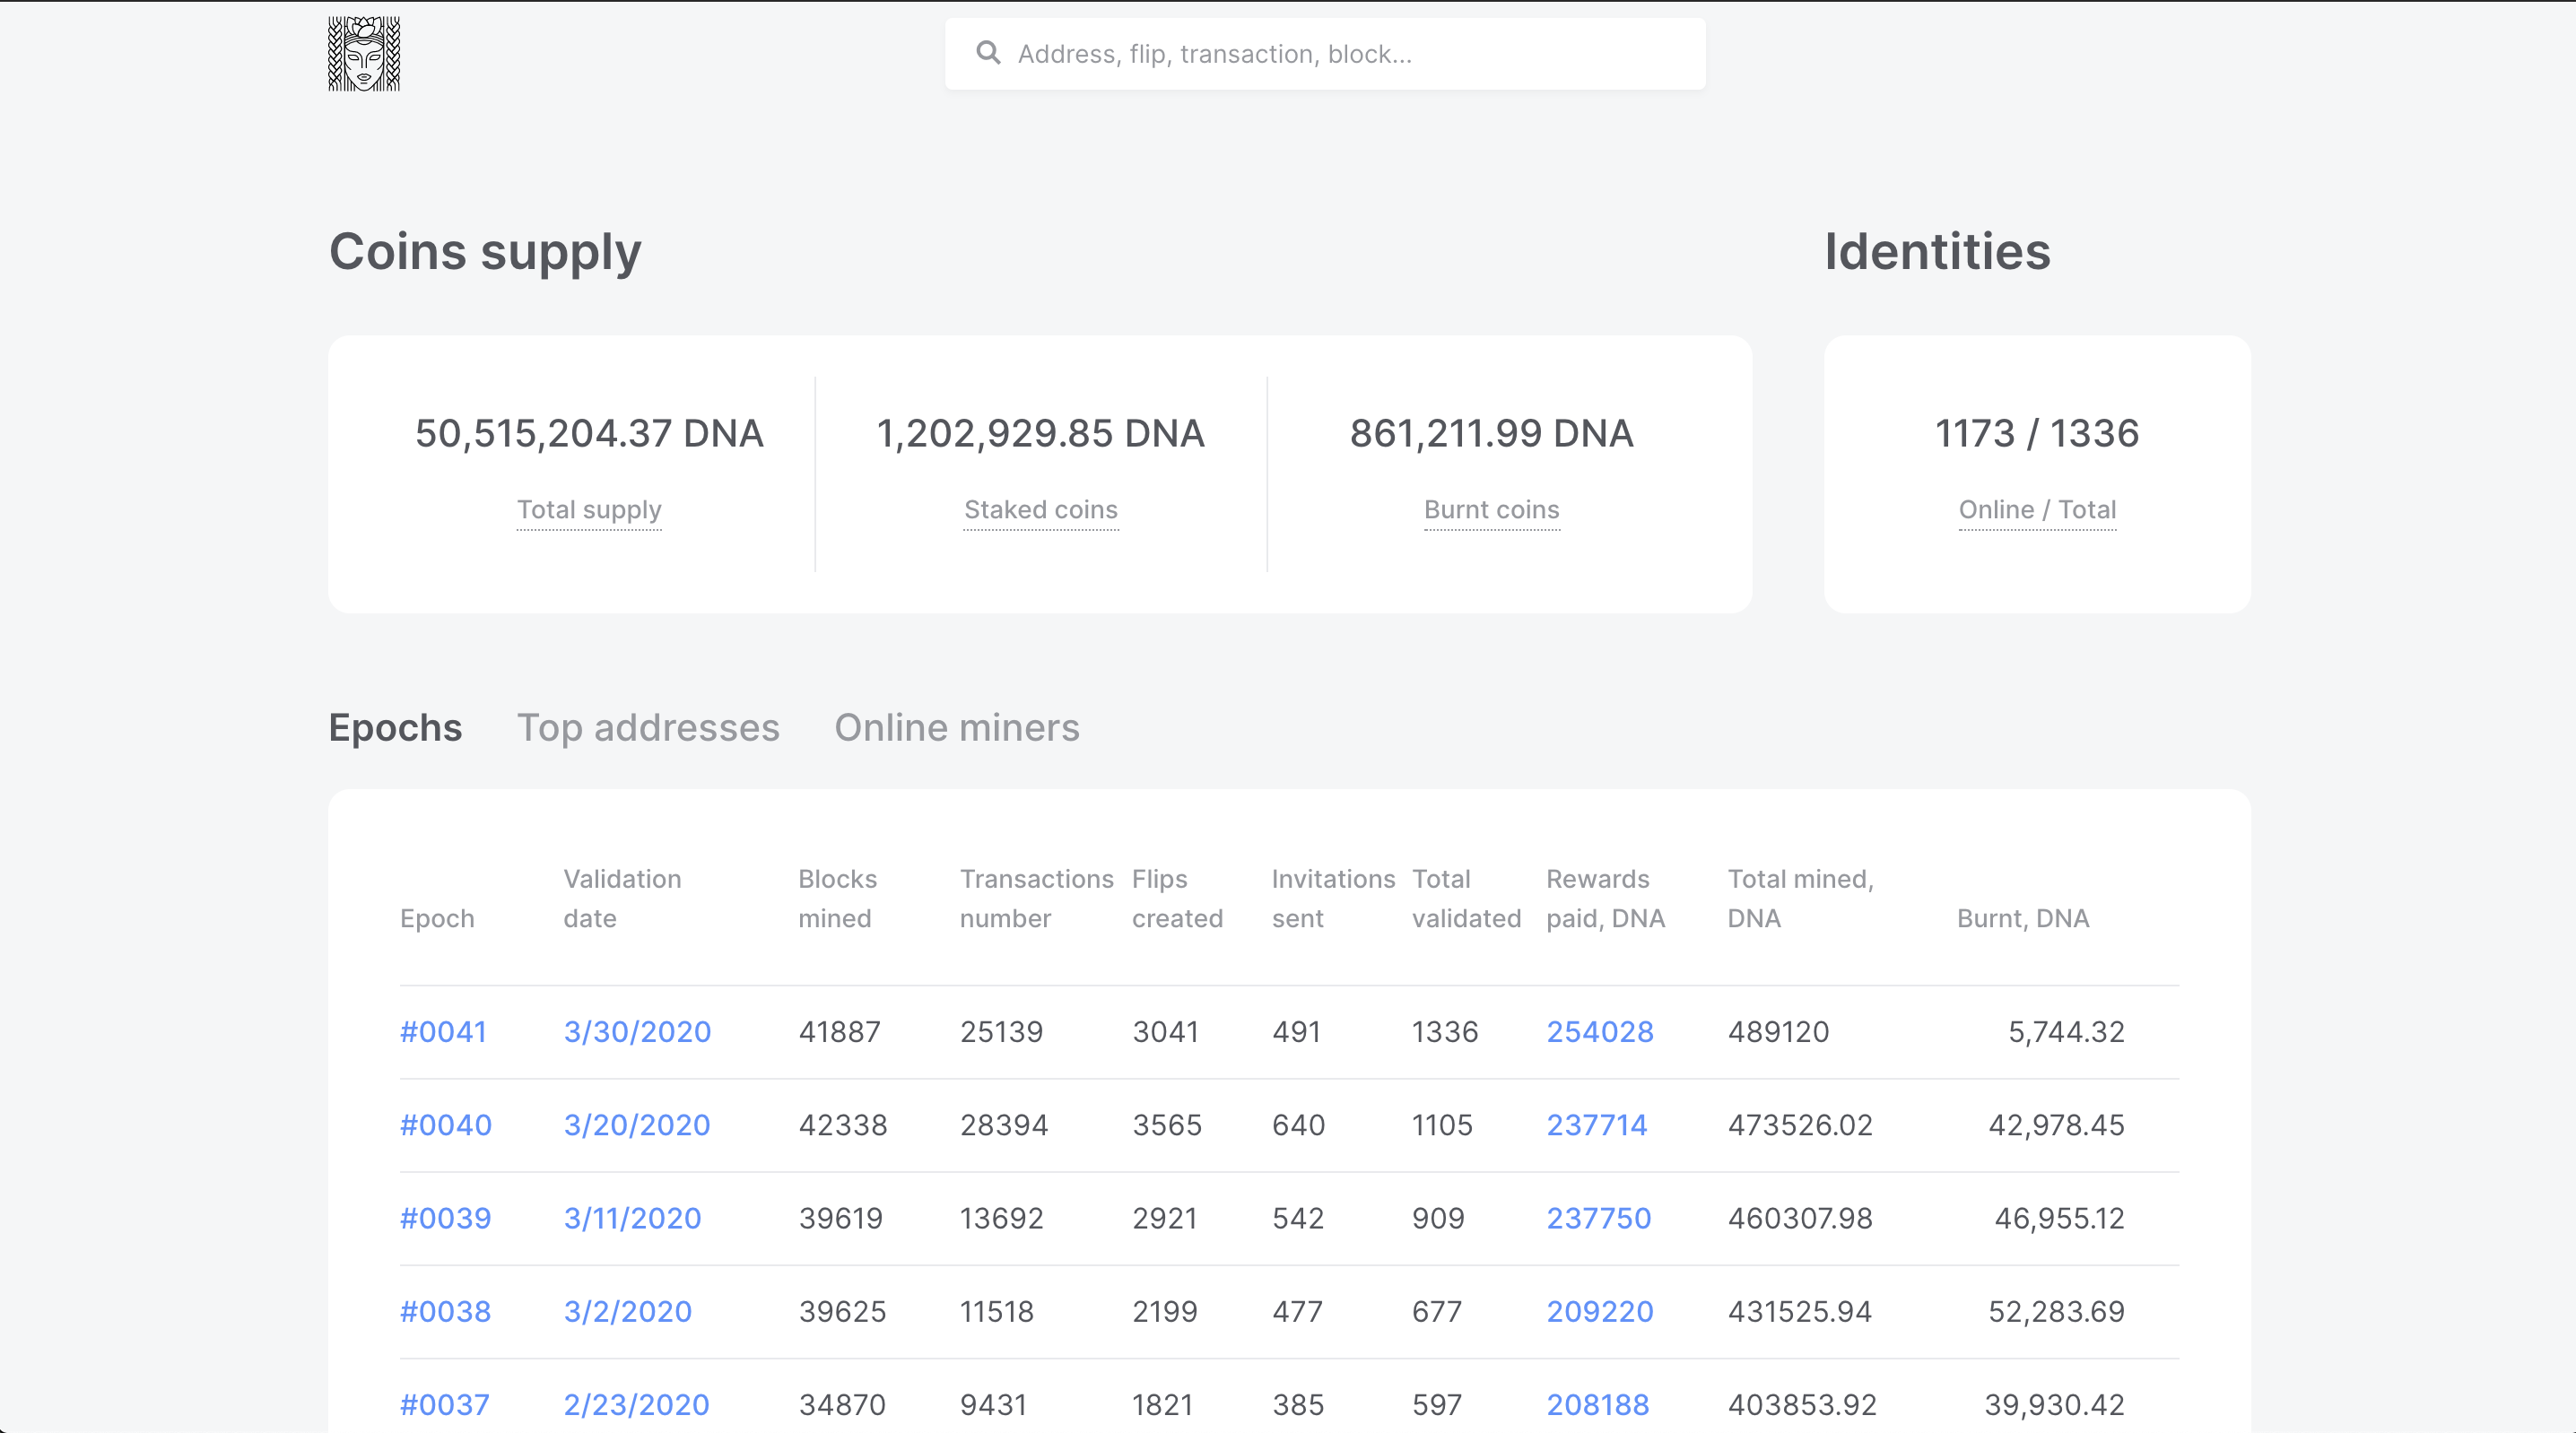 Address, flip, transaction, block...
Coins supply
Identities
50,515,204.37 DNA 1,202,929.85 DNA 861,211.99 DNA 1173 / 1336
Total supply Staked coins Burnt coins Online / Total
Epochs Top addresses Online miners
Validation Blocks Transactions Flips Invitations Total Rewards Total mined,
Epoch date mined number created sent validated paid, DNA DNA Burnt, DNA
#0041 3/30/2020 41887 25139 3041 491 1336 254028 489120 5,744.32
#0040 3/20/2020 42338 28394 3565 640 1105 237714 473526.02 42,978.45
#0039 3/11/2020 39619 13692 2921 542 909 237750 460307.98 46,955.12
#0038 3/2/2020 39625 11518 2199 477 677 209220 431525.94 52,283.69
#0037 2/23/2020 34870 9431 1821 385 597 208188 403853.92 39,930.42